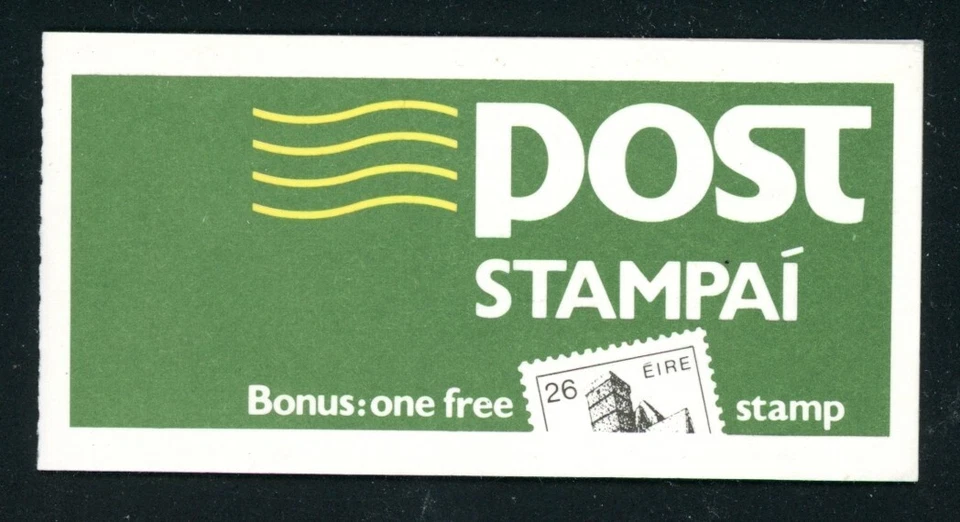 post
STAMPAÍ
26 ÉIRE
Bonus: one free stamp